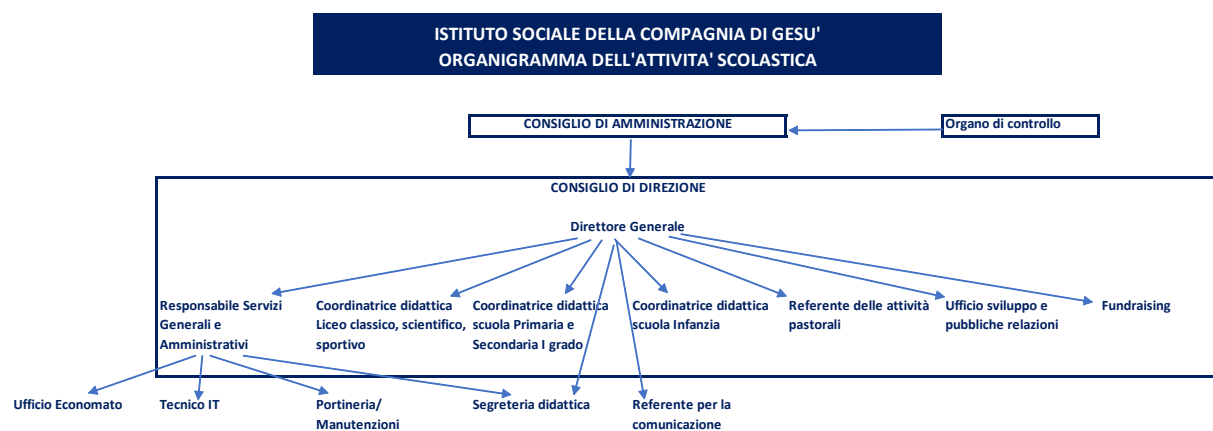 ISTITUTO SOCIALE DELLA COMPAGNIA DI GESU'
ORGANIGRAMMA DELL'ATTIVITA' SCOLASTICA
CONSIGLIO DI AMMINISTRAZIONE
Organo di controllo
CONSIGLIO DI DIREZIONE
Direttore Generale
Responsabile Servizi
Generali e
Amministrativi
Coordinatrice didattica
Liceo classico, scientifico,
sportivo
Coordinatrice didattica
scuola Primaria e
Secondaria I grado
Coordinatrice didattica
scuola Infanzia
Referente delle attività
pastorali
Ufficio sviluppo e
pubbliche relazioni
Fundraising
Ufficio Economato
Tecnico IT
Portineria/
Manutenzioni
Segreteria didattica
Referente per la
comunicazione